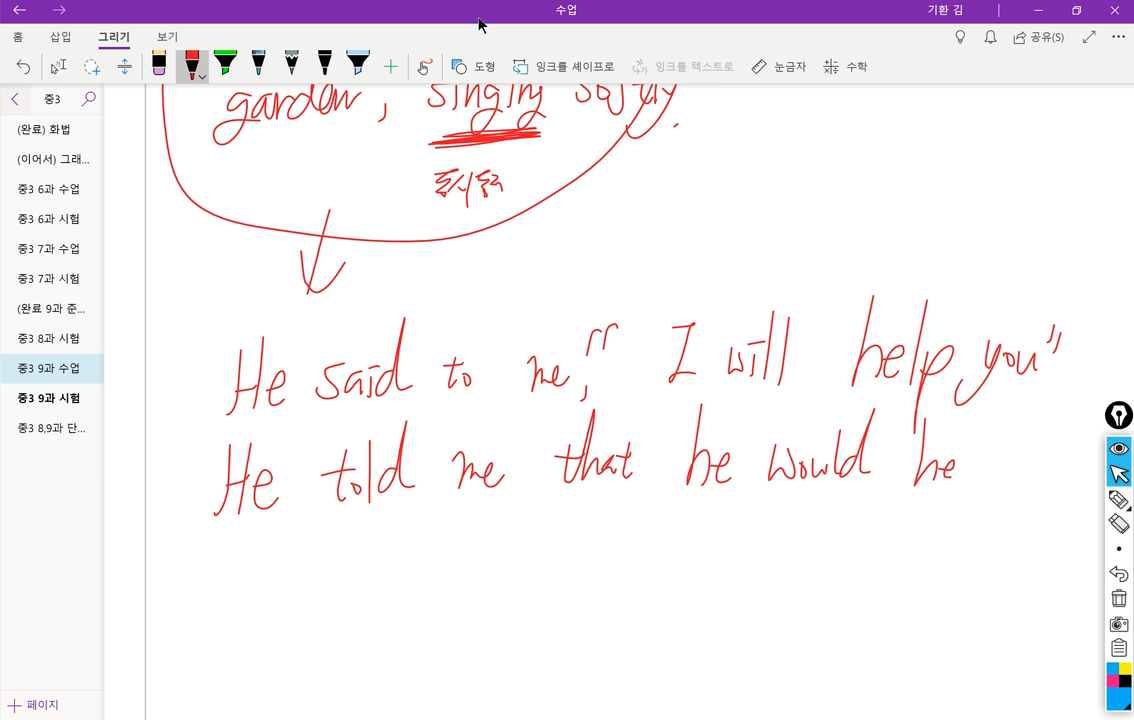 수업
기환 김
홈 삽입 그리기 보기
공유(S)
도형 잉크를 셰이프로 잉크를 텍스트로 눈금자 수학
중3
(완료) 화법
(이어서) 그래...
중3 6과 수업
중3 6과 시험
중3 7과 수업
중3 7과 시험
(완료 9과 준...
중3 8과 시험
중3 9과 수업
중3 9과 시험
중3 8,9과 단...
페이지
garden, singing softly.
He said to me, "I will help you"
He told me that he would he